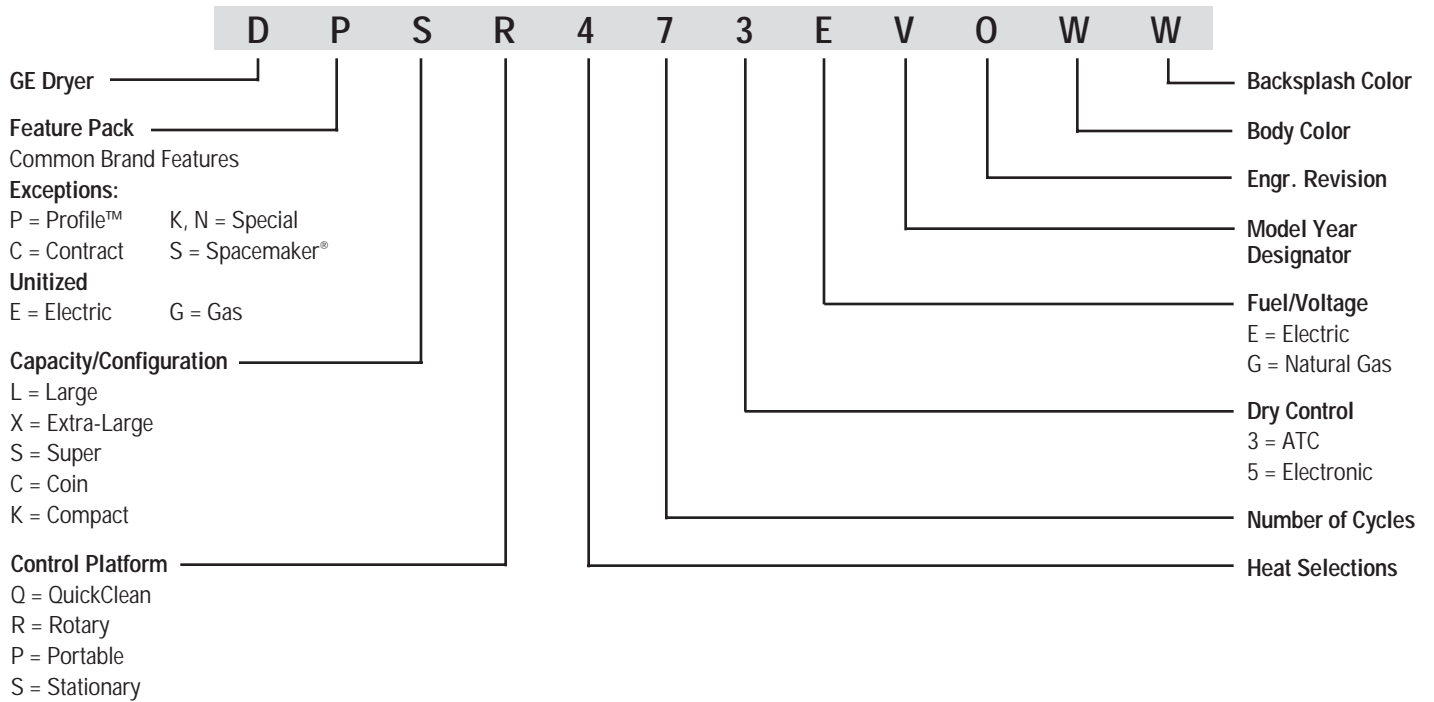 D P S R 4 7 3 E V O W W
GE Dryer
Feature Pack
Common Brand Features
Exceptions:
P = Profile™ K, N = Special
C = Contract S = Spacemaker®
Unitized
E = Electric G = Gas
Capacity/Configuration
L = Large
X = Extra-Large
S = Super
C = Coin
K = Compact
Control Platform
Q = QuickClean
R = Rotary
P = Portable
S = Stationary
Backsplash Color
Body Color
Engr. Revision
Model Year
Designator
Fuel/Voltage
E = Electric
G = Natural Gas
Dry Control
3 = ATC
5 = Electronic
Number of Cycles
Heat Selections